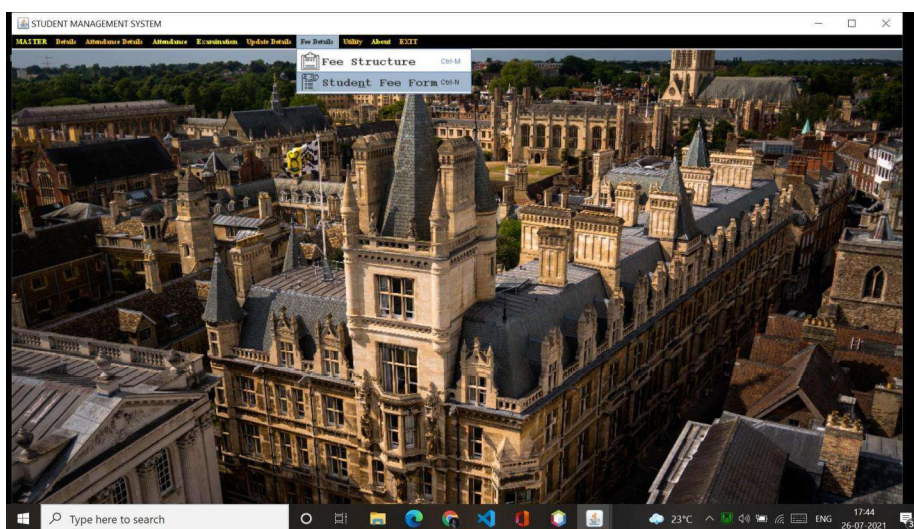 STUDENT MANAGEMENT SYSTEM
MASTER Details Attendance Details Attendance Examination Update Details Fee Details Utility About EXIT
Fee Structure Ctrl-M
Student Fee Form Ctrl-N
Type here to search
23°C ENG 17:44
26-07-2021